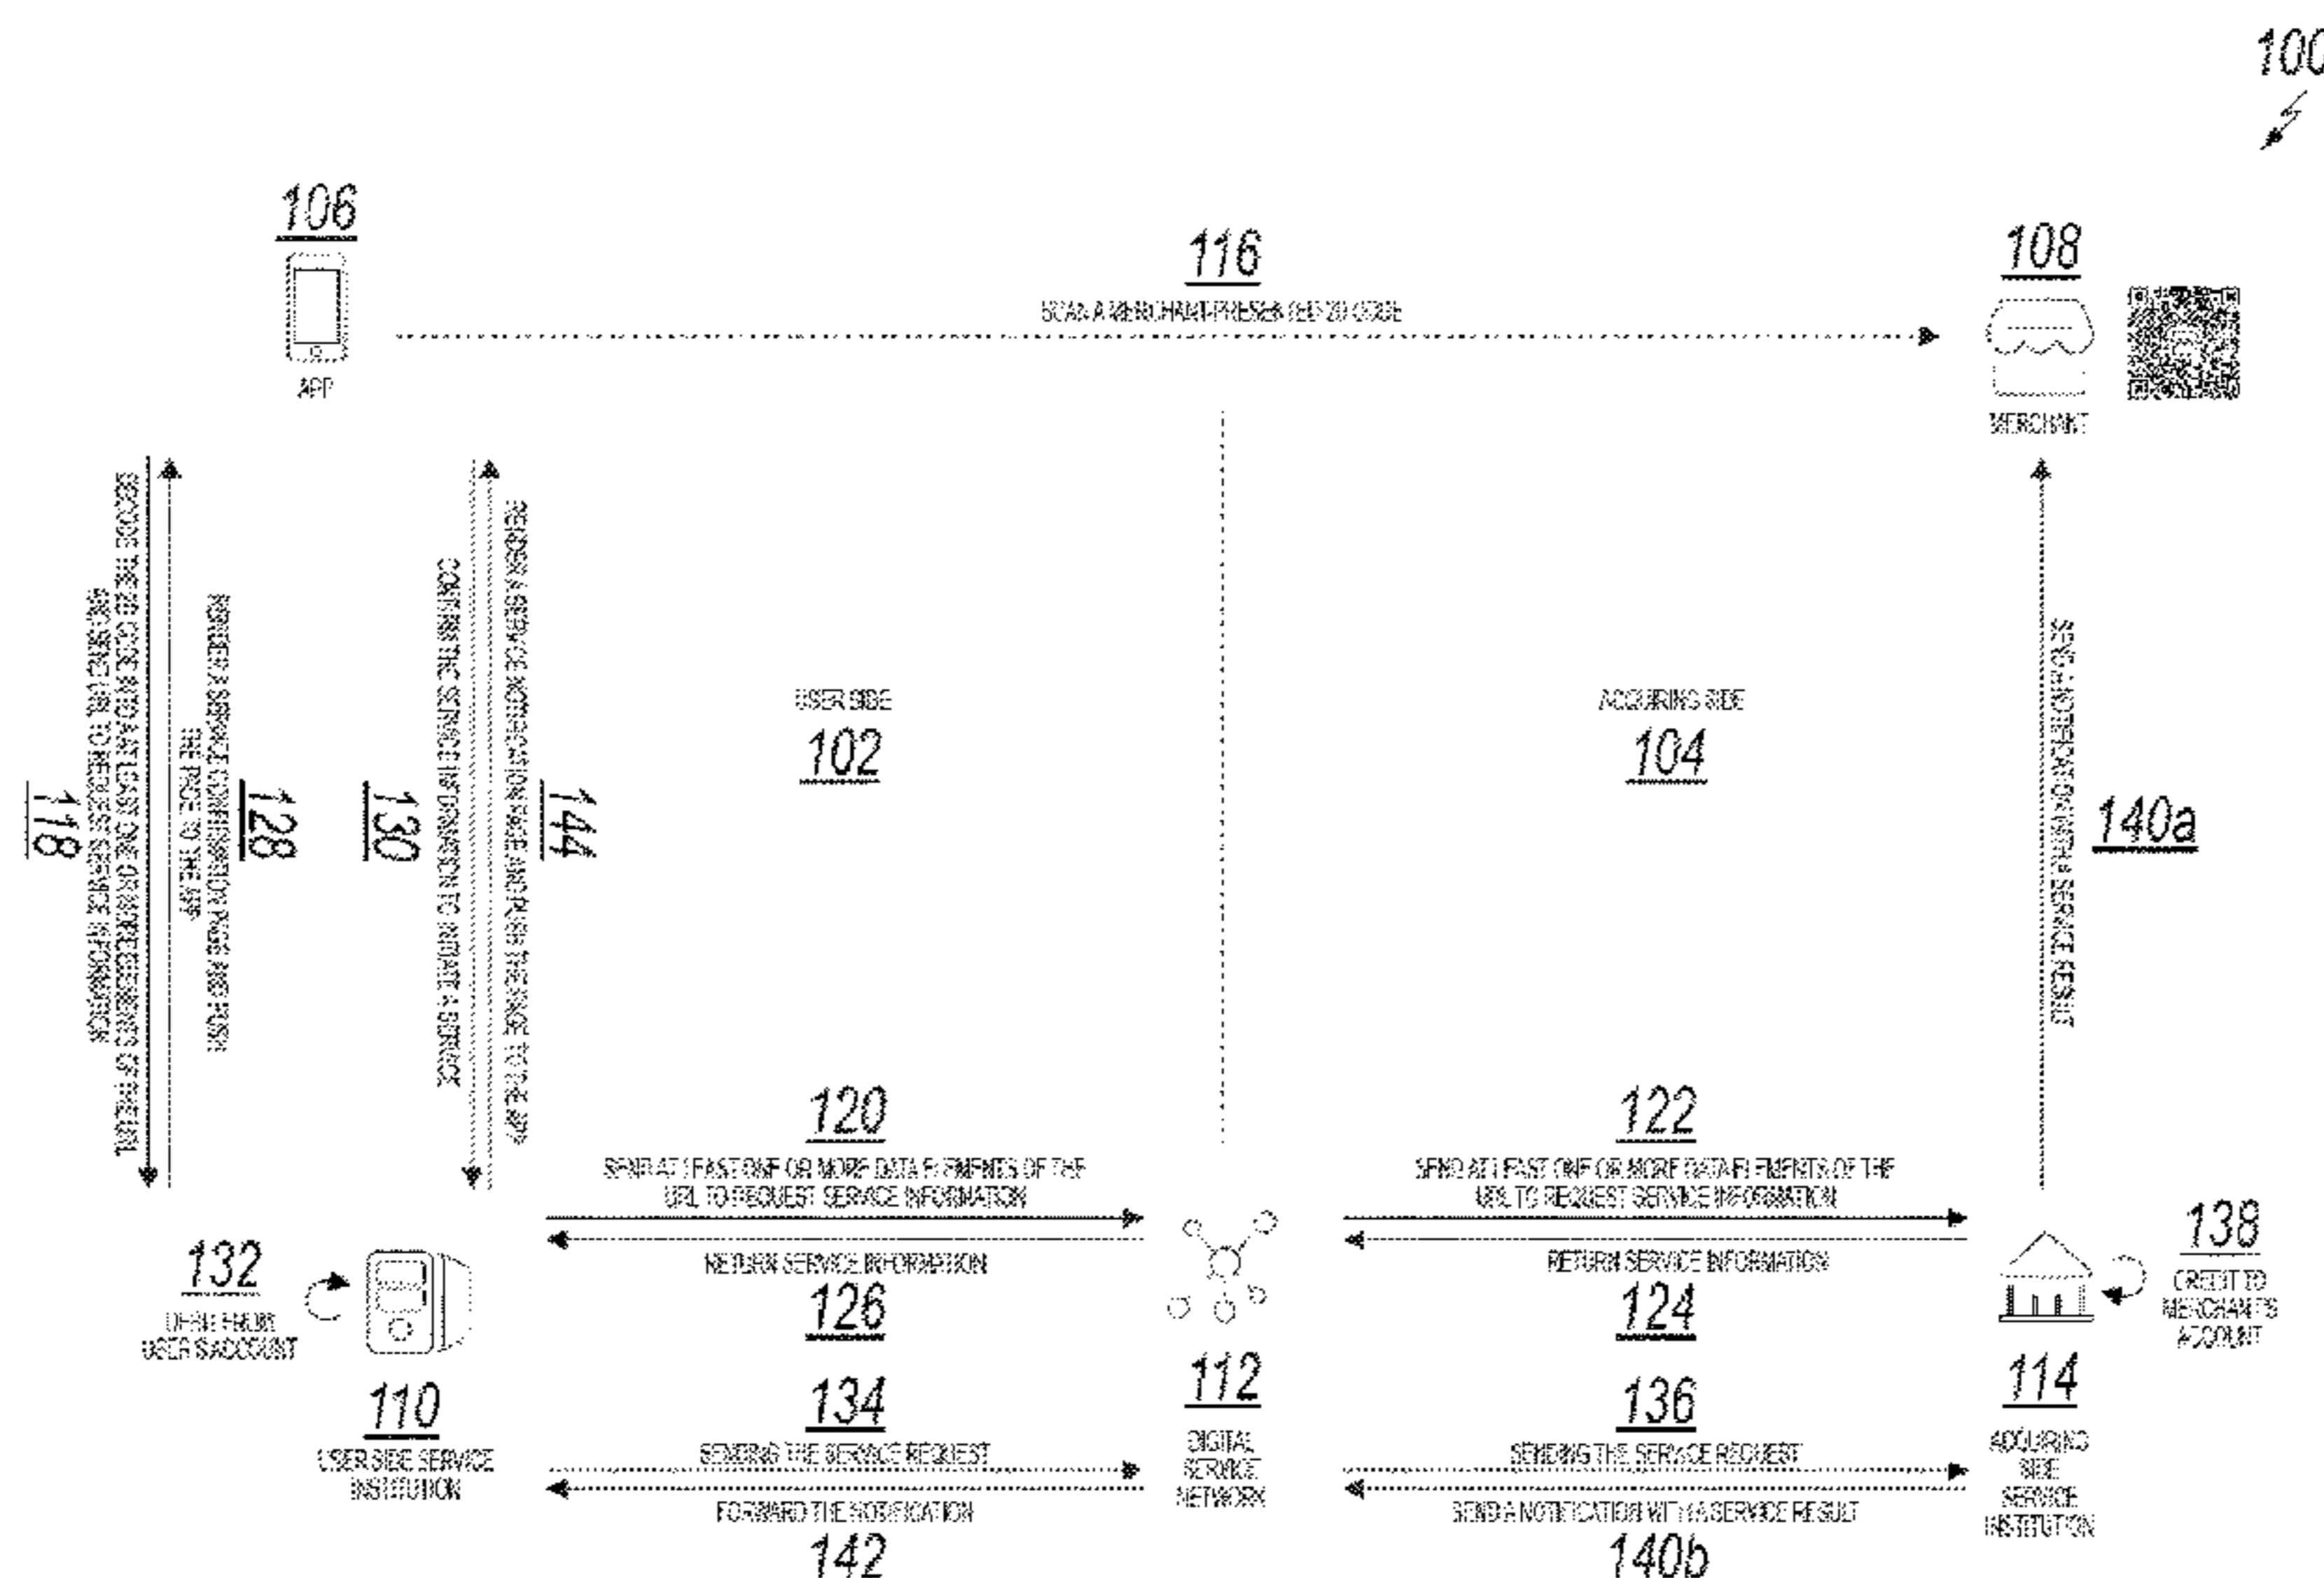 100
106
APP
116
SCAN A MERCHANT-PRESENTED 2D CODE
108
MERCHANT
118
DECODE THE 2D CODE INTO AT LEAST ONE OR MORE ELEMENTS OF THE URL
AND SEND URL TO REQUEST SERVICE INFORMATION
128
RENDER A SERVICE CONFIRMATION PAGE AND PUSH
THE PAGE TO THE APP
130
CONFIRM THE SERVICE INFORMATION TO INITIATE A SERVICE
144
RENDER A SERVICE NOTIFICATION PAGE AND PUSH THE PAGE TO THE APP
USER SIDE
102
ACQUIRING SIDE
104
SEND A NOTIFICATION WITH A SERVICE RESULT
140a
120
SEND AT LEAST ONE OR MORE DATA ELEMENTS OF THE
URL TO REQUEST SERVICE INFORMATION
RETURN SERVICE INFORMATION
126
122
SEND AT LEAST ONE OR MORE DATA ELEMENTS OF THE
URL TO REQUEST SERVICE INFORMATION
RETURN SERVICE INFORMATION
124
132
DEBIT FROM
USER'S ACCOUNT
138
CREDIT TO
MERCHANT'S
ACCOUNT
110
USER SIDE SERVICE
INSTITUTION
134
SENDING THE SERVICE REQUEST
FORWARD THE NOTIFICATION
142
112
DIGITAL
SERVICE
NETWORK
136
SENDING THE SERVICE REQUEST
SEND A NOTIFICATION WITH A SERVICE RESULT
140b
114
ACQUIRING
SIDE
SERVICE
INSTITUTION